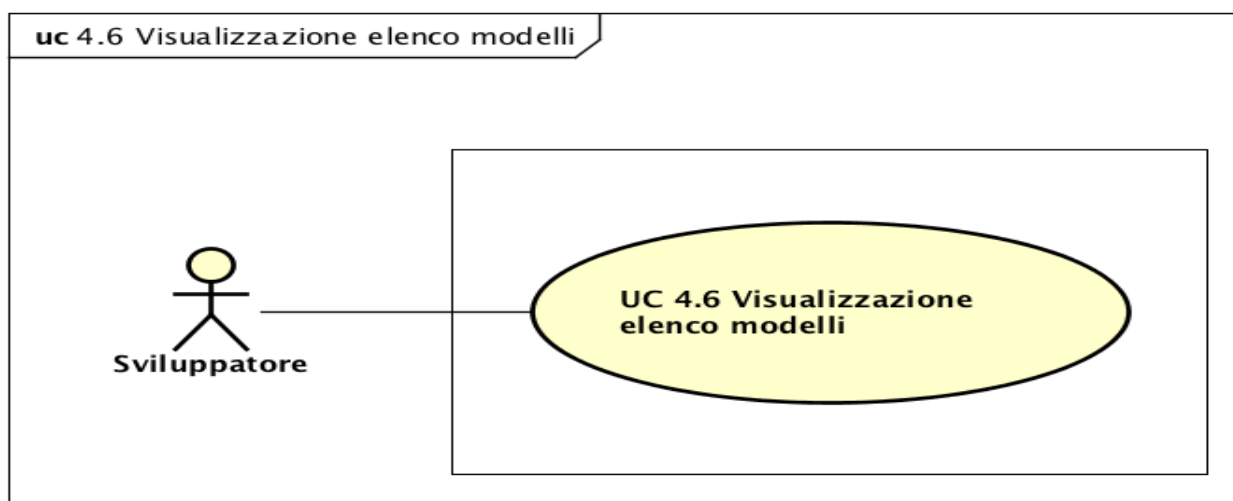 uc 4.6 Visualizzazione elenco modelli
UC 4.6 Visualizzazione
elenco modelli
Sviluppatore